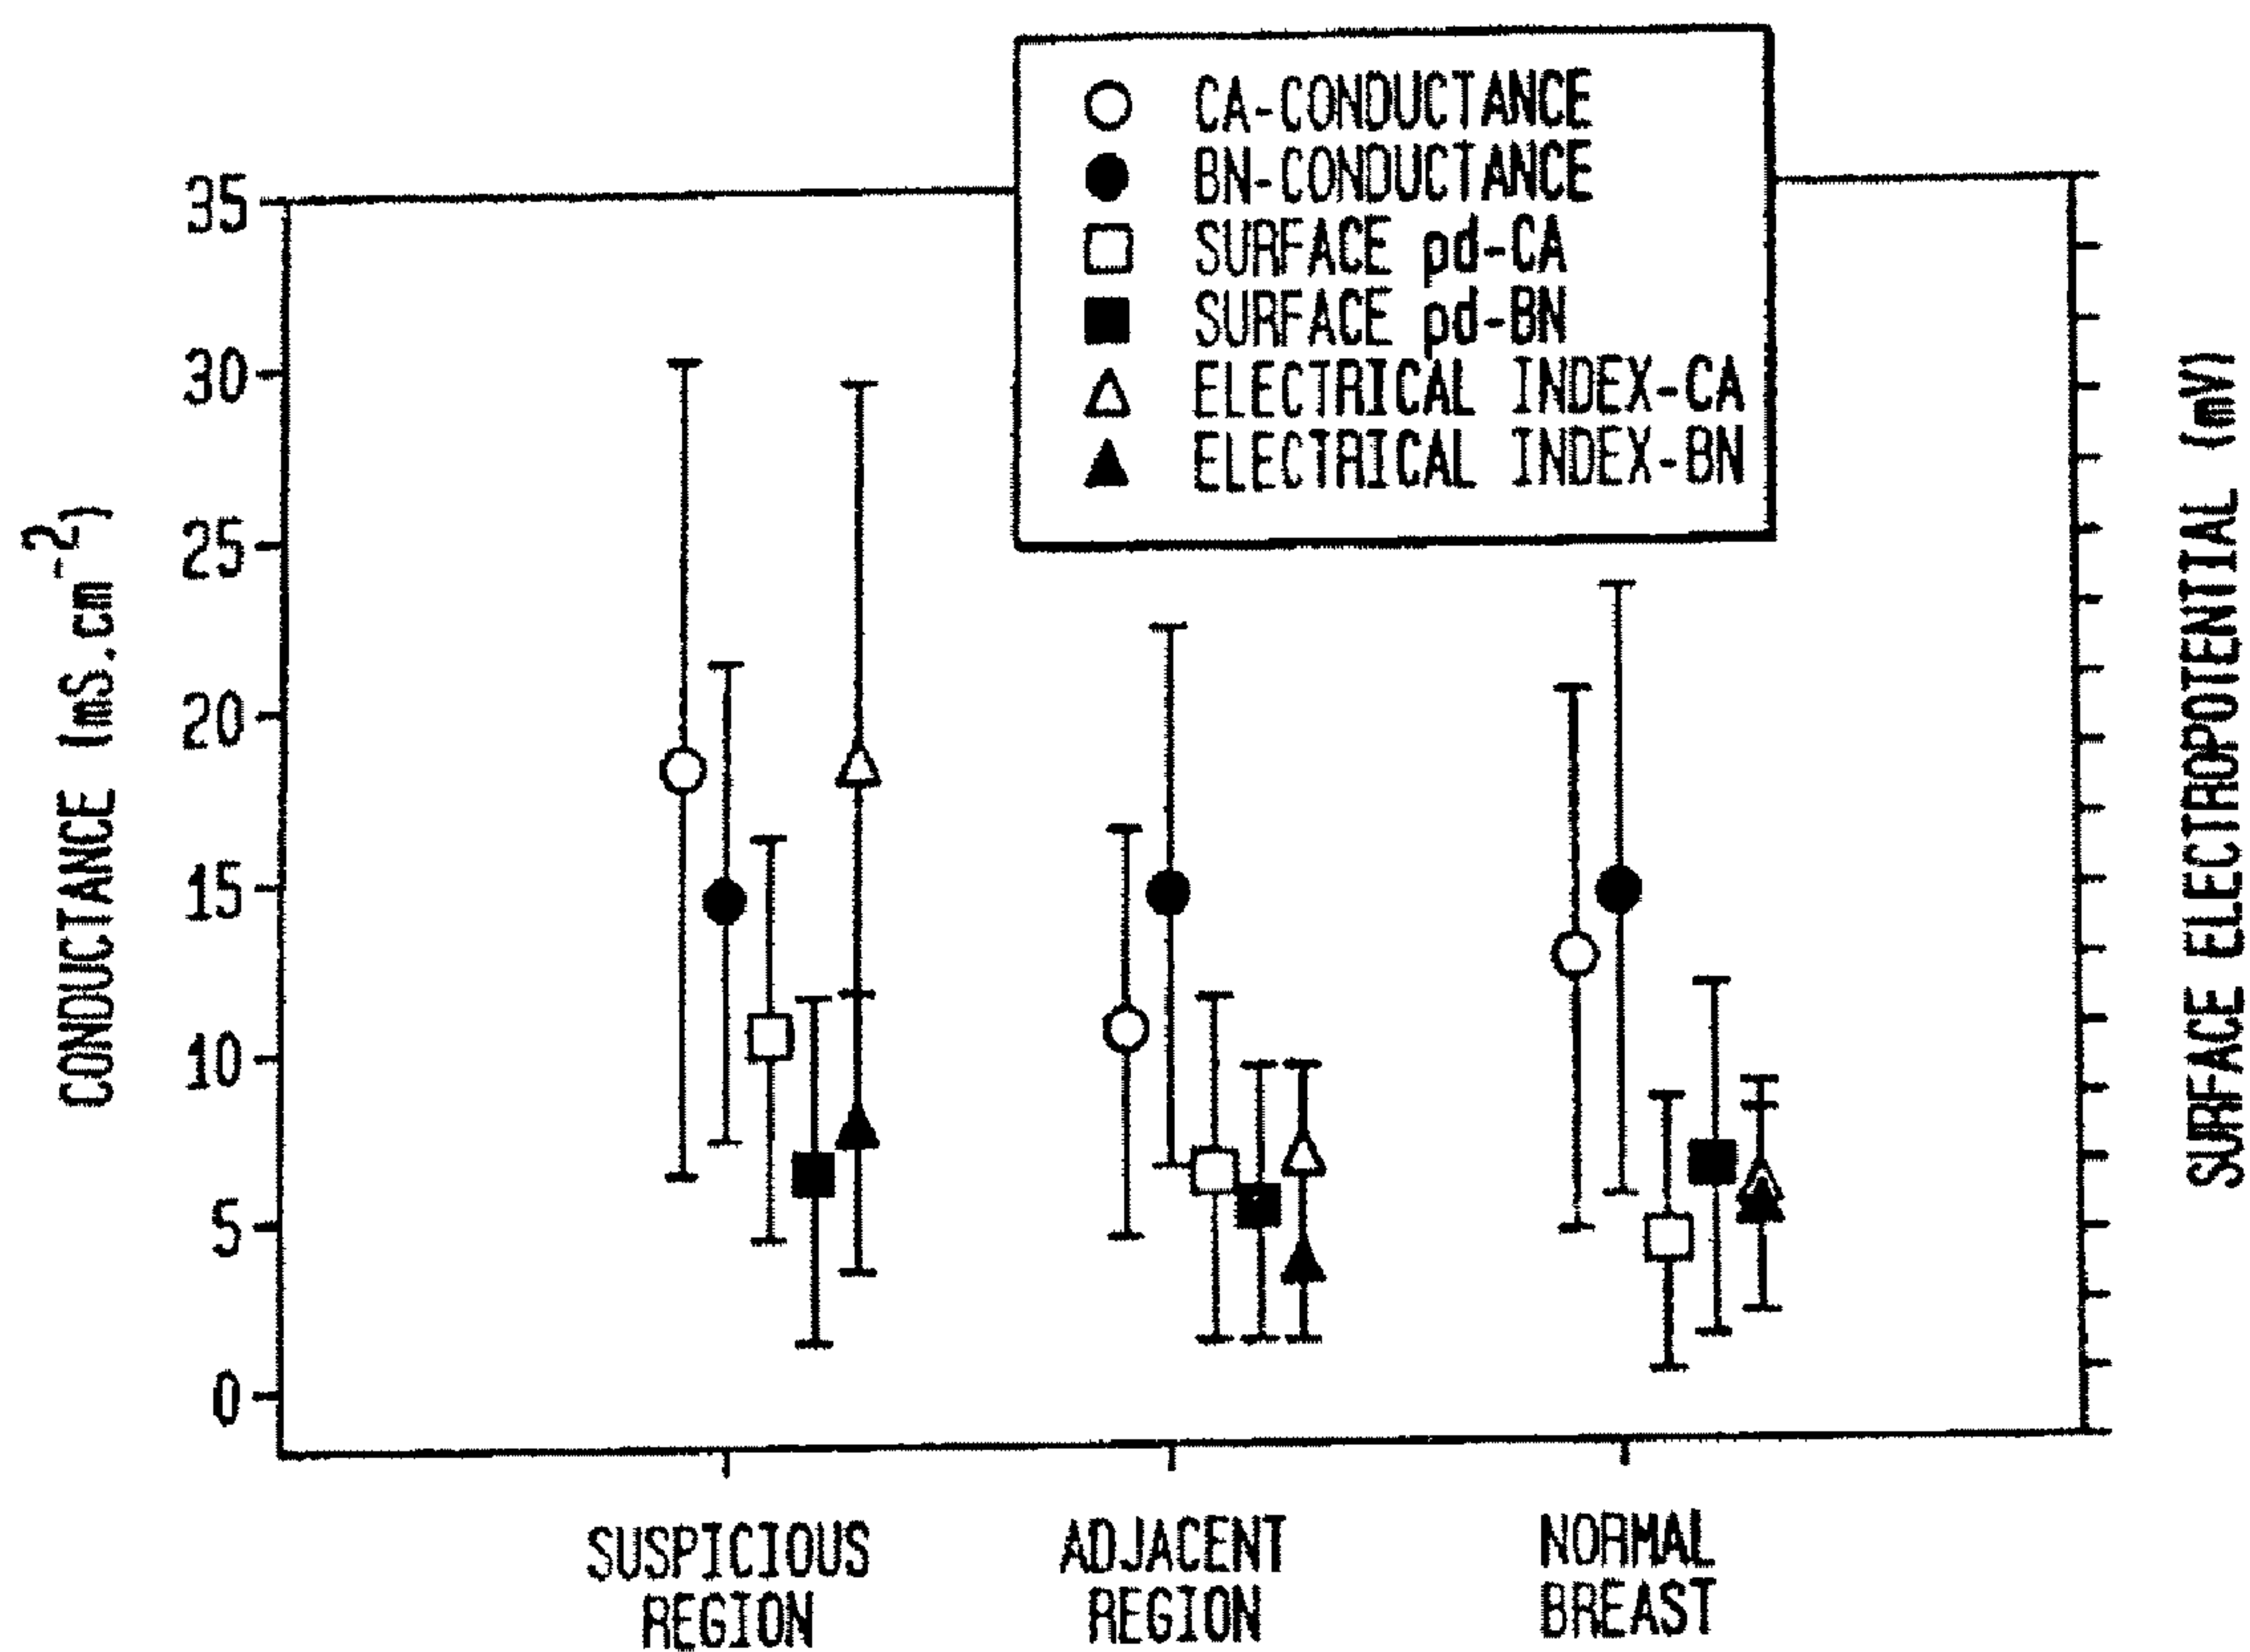 CA-CONDUCTANCE
BN-CONDUCTANCE
SURFACE pd-CA
SURFACE pd-BN
ELECTRICAL INDEX-CA
ELECTRICAL INDEX-BN
CONDUCTANCE (mS.cm⁻²)
35
30
25
20
15
10
5
0
SURFACE ELECTROPOTENTIAL (mV)
SUSPICIOUS
REGION
ADJACENT
REGION
NORMAL
BREAST